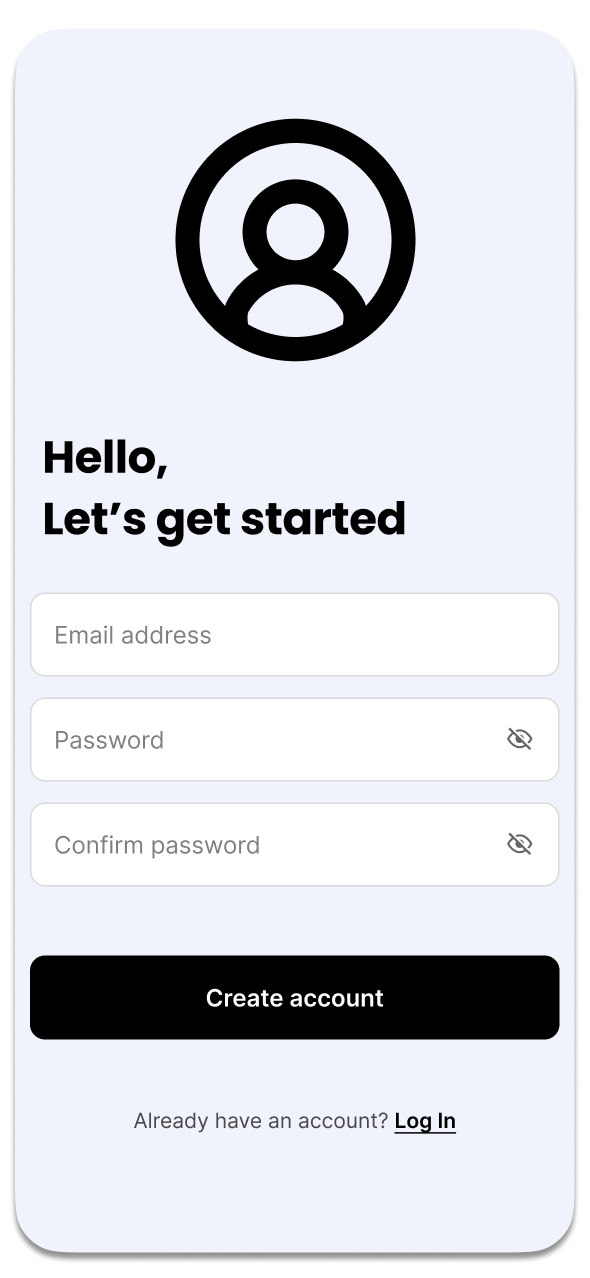 Hello,
Let’s get started
Email address
Password
Confirm password
Create account
Already have an account? Log In